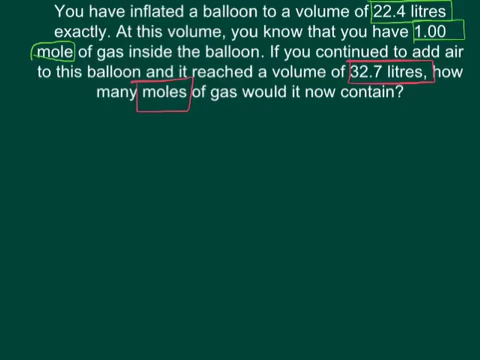 You have inflated a balloon to a volume of 22.4 litres
exactly. At this volume, you know that you have 1.00
mole of gas inside the balloon. If you continued to add air
to this balloon and it reached a volume of 32.7 litres, how
many moles of gas would it now contain?